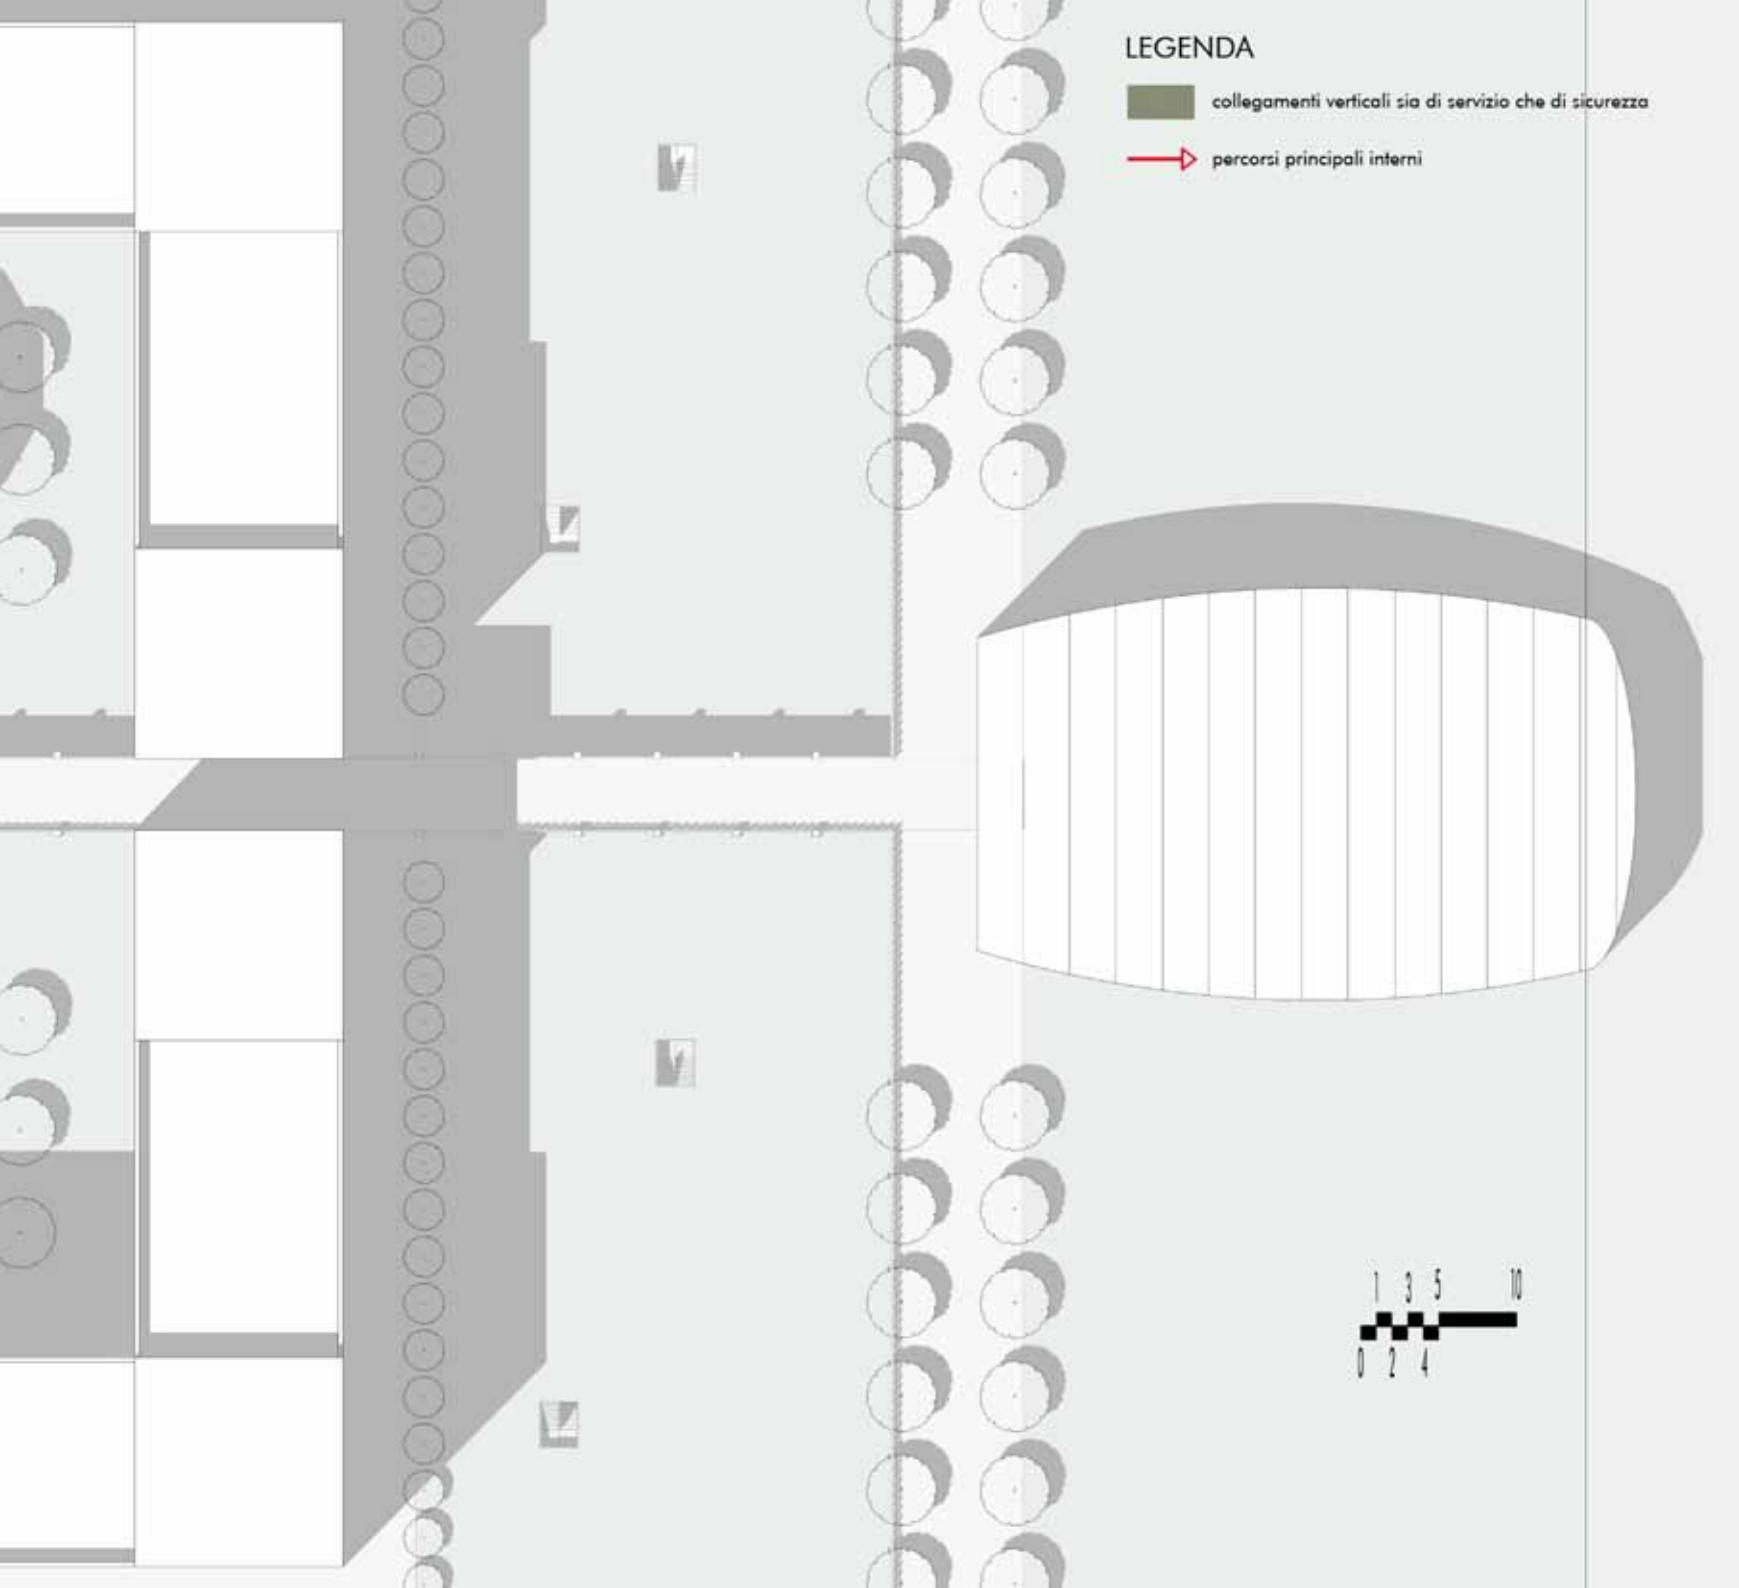 LEGENDA
collegamenti verticali sia di servizio che di sicurezza
percorsi principali interni
1 3 5 10
0 2 4